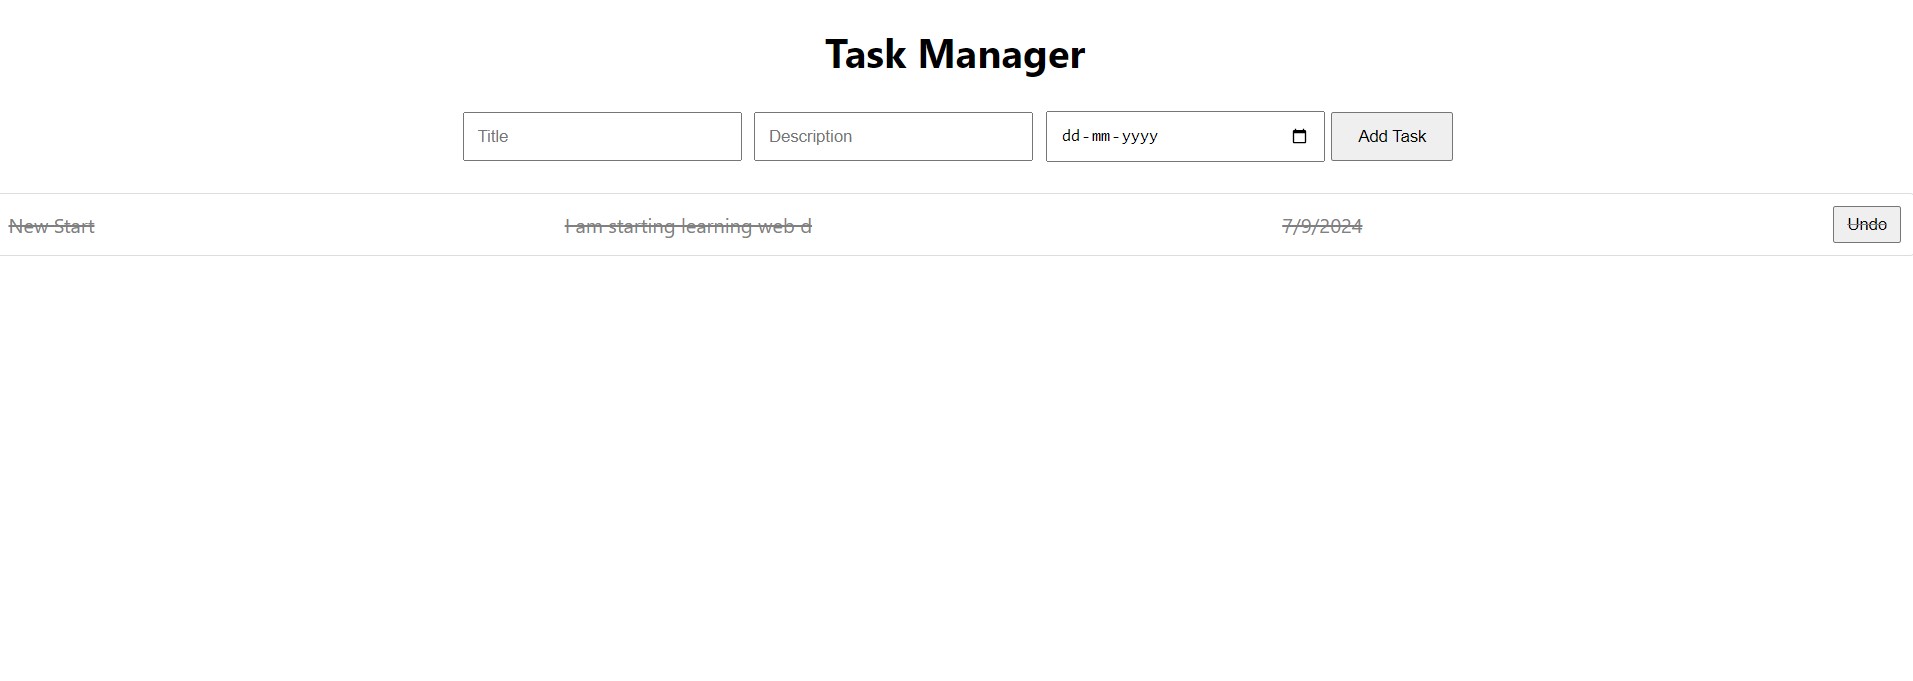 Task Manager
Title Description dd-mm-yyyy Add Task
New Start I am starting learning web d 7/9/2024 Undo